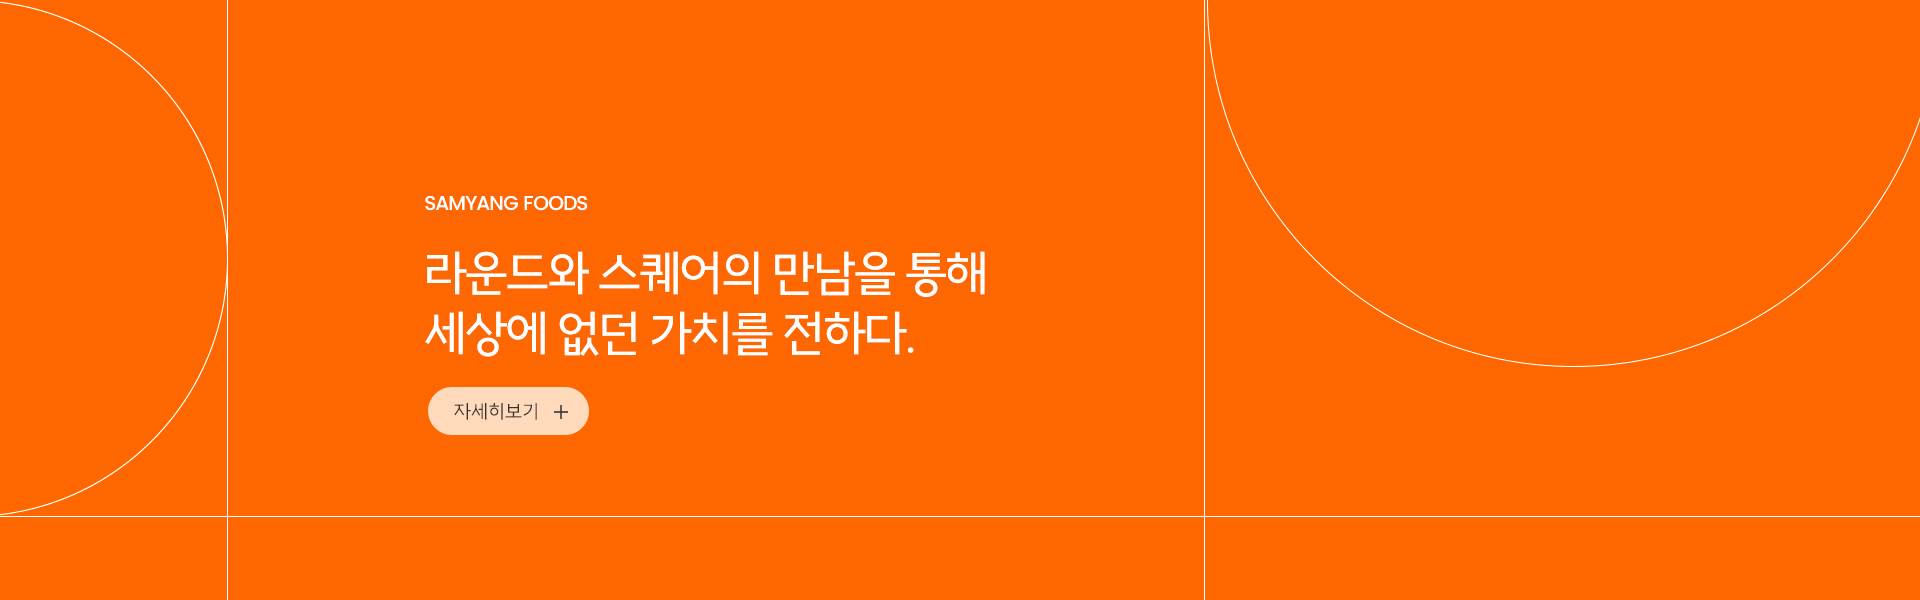 SAMYANG FOODS
라운드와 스퀘어의 만남을 통해
세상에 없던 가치를 전하다.
자세히보기 +